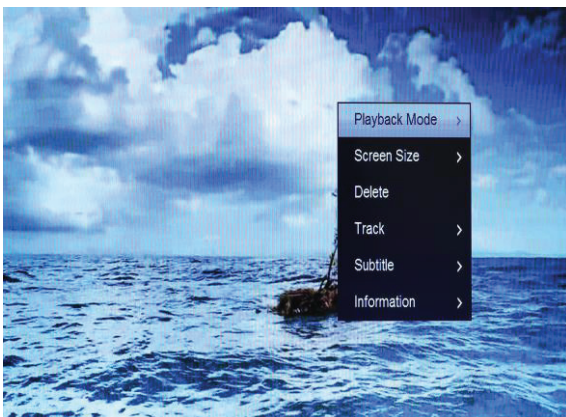 Playback Mode >
Screen Size >
Delete
Track >
Subtitle >
Information >